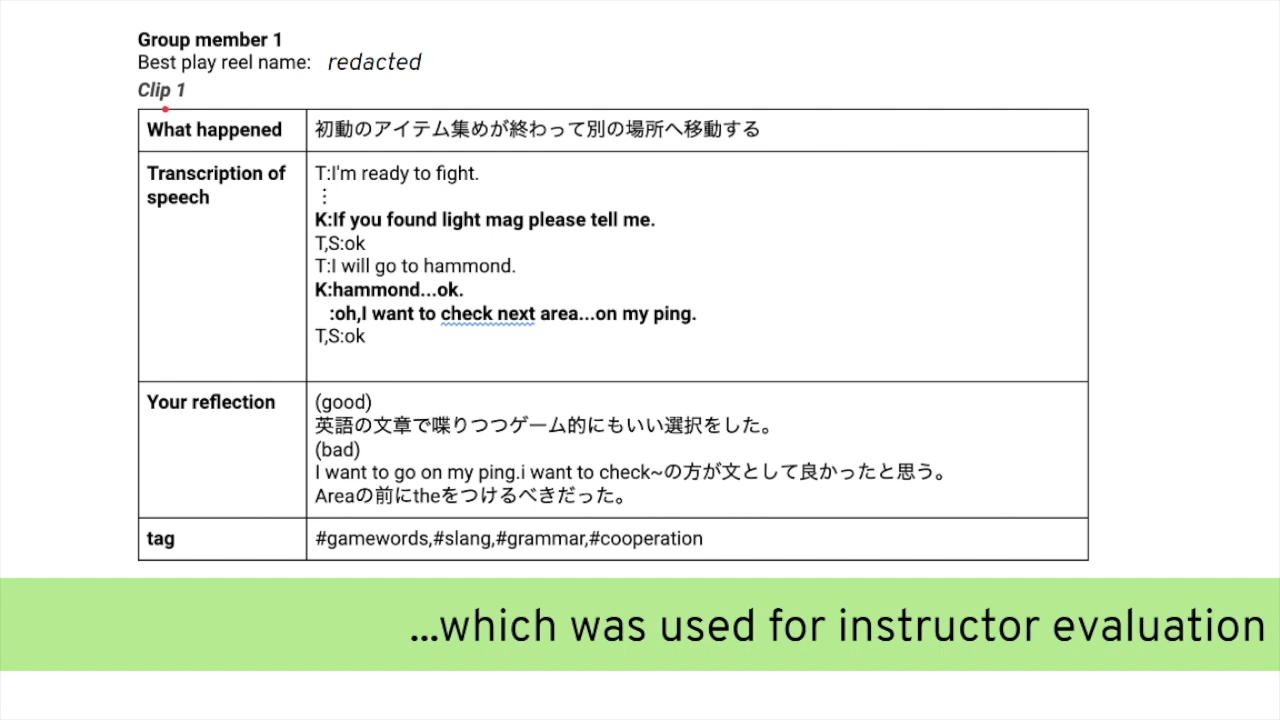 Group member 1
Best play reel name: redacted
Clip 1
What happened
初動のアイテム集めが終わって別の場所へ移動する
Transcription of speech
T:I'm ready to fight.
⋮
K:If you found light mag please tell me.
T,S:ok
T:I will go to hammond.
K:hammond...ok.
:oh,I want to check next area...on my ping.
T,S:ok
Your reflection
(good)
英語の文章で喋りつつゲーム的にもいい選択をした。
(bad)
I want to go on my ping.i want to check~の方が文として良かったと思う。
Areaの前にtheをつけるべきだった。
tag
#gamewords,#slang,#grammar,#cooperation
...which was used for instructor evaluation